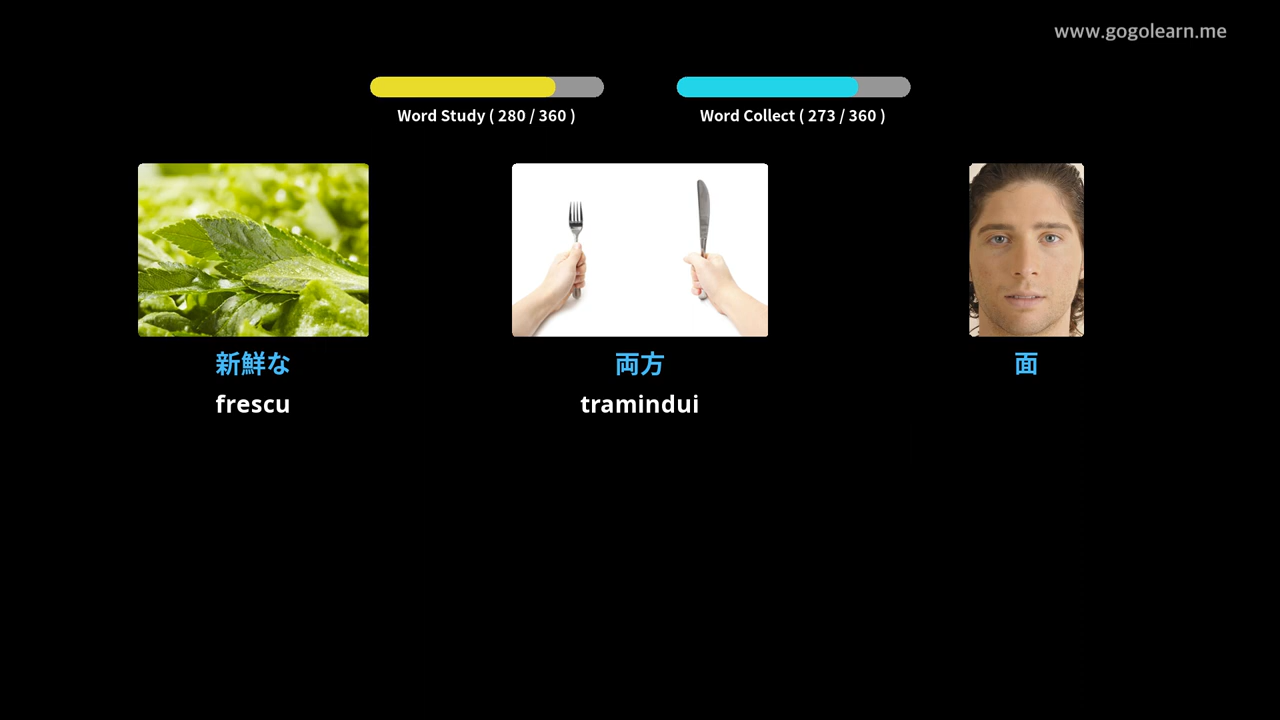 www.gogolearn.me
Word Study ( 280 / 360 )
Word Collect ( 273 / 360 )
新鮮な
両方
面
frescu
tramindui